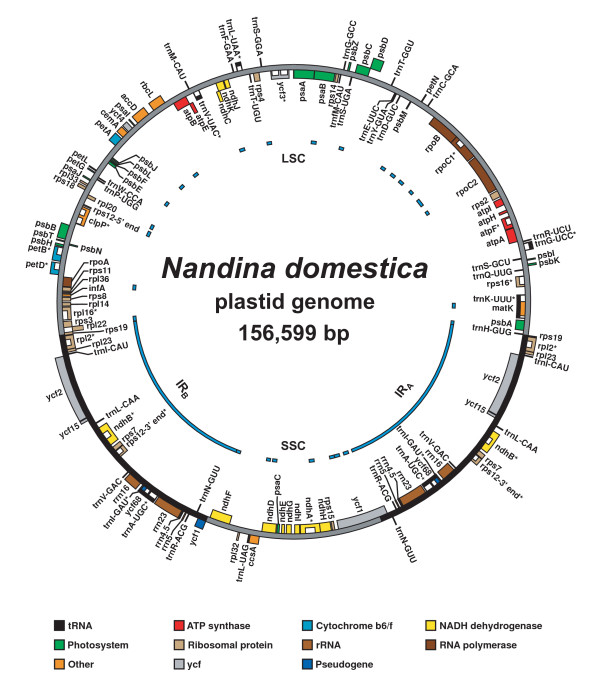 Nandina domestica
plastid genome
156,599 bp
LSC
IRA
IRB
SSC
trnL-UAA*
trnF-GAA
trnS-GGA
rps4
trnT-UGU
ycf3*
psaA
psaB
rps14
trnfM-CAU
trnS-UGA
trnG-GCC
psbZ
psbC
psbD
trnT-GGU
trnE-UUC
trnY-GUA
trnD-GUC
psbM
petN
trnC-GCA
rpoB
rpoC1*
rpoC2
rps2
atpI
atpH
atpF*
atpA
trnR-UCU
trnG-UCC*
psbI
psbK
trnS-GCU
trnQ-UUG
rps16*
trnK-UUU*
matK
psbA
trnH-GUG
rps19
rpl2*
rpl23
trnI-CAU
ycf2
ycf15
trnL-CAA
ndhB*
rps7
rps12-3' end*
trnV-GAC
rrn16
trnI-GAU*
ycf68
trnA-UGC*
rrn23
rrn4.5
rrn5
trnR-ACG
trnN-GUU
ycf1
rps15
ndhH
ndhA*
ndhI
ndhG
ndhE
psaC
ndhD
ccsA
trnL-UAG
rpl32
ndhF
trnN-GUU
ycf1
trnR-ACG
rrn5
rrn4.5
rrn23
trnA-UGC*
ycf68
trnI-GAU*
rrn16
trnV-GAC
rps12-3' end*
rps7
ndhB*
trnL-CAA
ycf15
ycf2
trnI-CAU
rpl23
rpl2*
rps19
rpl22
rps3
rpl16*
rpl14
rps8
infA
rpl36
rps11
rpoA
petD*
petB*
psbH
psbT
psbB
psbN
clpP*
rps12-5' end
rpl20
rps18
rpl33
psaJ
petG
petL
trnP-UGG
trnW-CCA
psbE
psbF
psbL
psbJ
petA
cemA
ycf4
psaI
accD
rbcL
atpB
atpE
trnM-CAU
trnV-UAC*
ndhC
ndhK
ndhJ
tRNA
ATP synthase
Cytochrome b6/f
NADH dehydrogenase
Photosystem
Ribosomal protein
rRNA
RNA polymerase
Other
ycf
Pseudogene